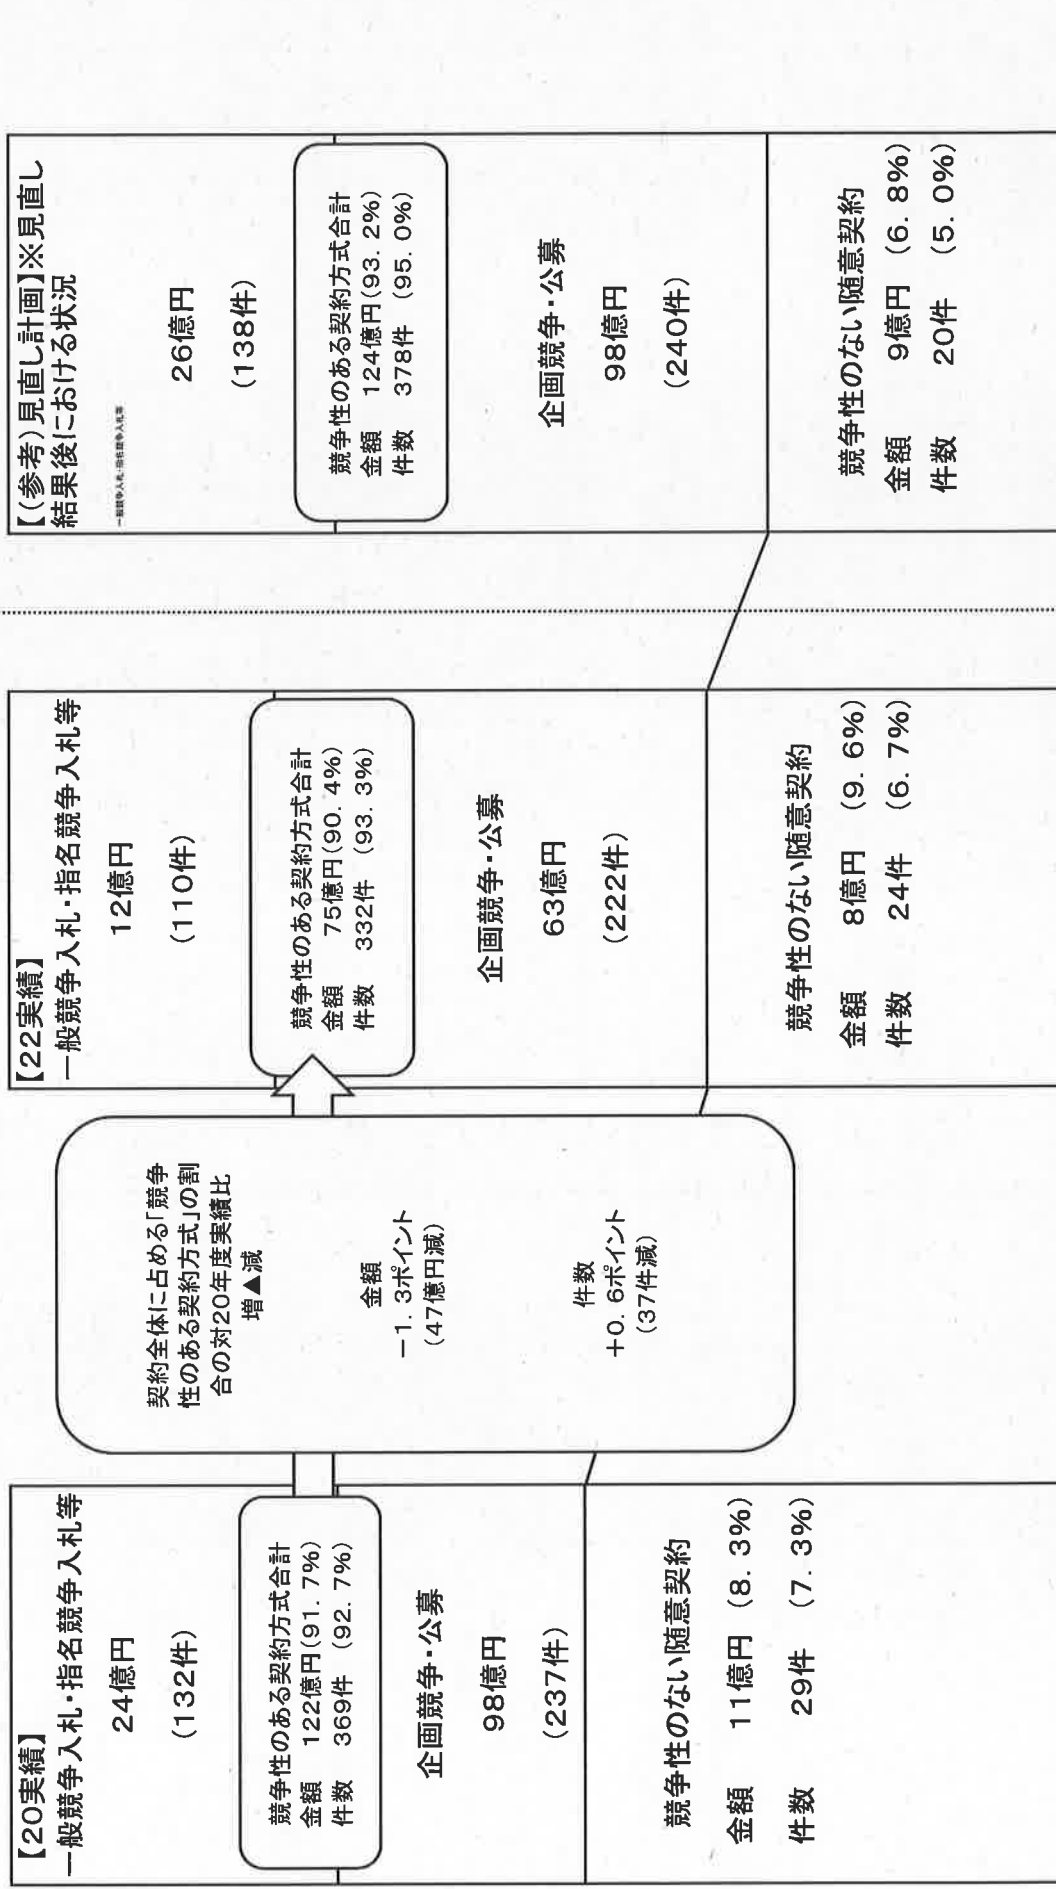 【20実績】
一般競争入札・指名競争入札等
24億円
(132件)
競争性のある契約方式合計
金額　122億円(91. 7%)
件数　369件　(92. 7%)
企画競争・公募
98億円
(237件)
競争性のない随意契約
金額　11億円　(8. 3%)
件数　29件　(7. 3%)
契約全体に占める「競争
性のある契約方式」の割
合の対20年度実績比
増▲減
金額
－1. 3ポイント
(47億円減)
件数
＋0. 6ポイント
(37件減)
【22実績】
一般競争入札・指名競争入札等
12億円
(110件)
競争性のある契約方式合計
金額　75億円(90. 4%)
件数　332件　(93. 3%)
企画競争・公募
63億円
(222件)
競争性のない随意契約
金額　8億円　(9. 6%)
件数　24件　(6. 7%)
【(参考)見直し計画】※見直し
結果後における状況
一般競争入札・指名競争入札等
26億円
(138件)
競争性のある契約方式合計
金額　124億円(93. 2%)
件数　378件　(95. 0%)
企画競争・公募
98億円
(240件)
競争性のない随意契約
金額　9億円　(6. 8%)
件数　20件　(5. 0%)